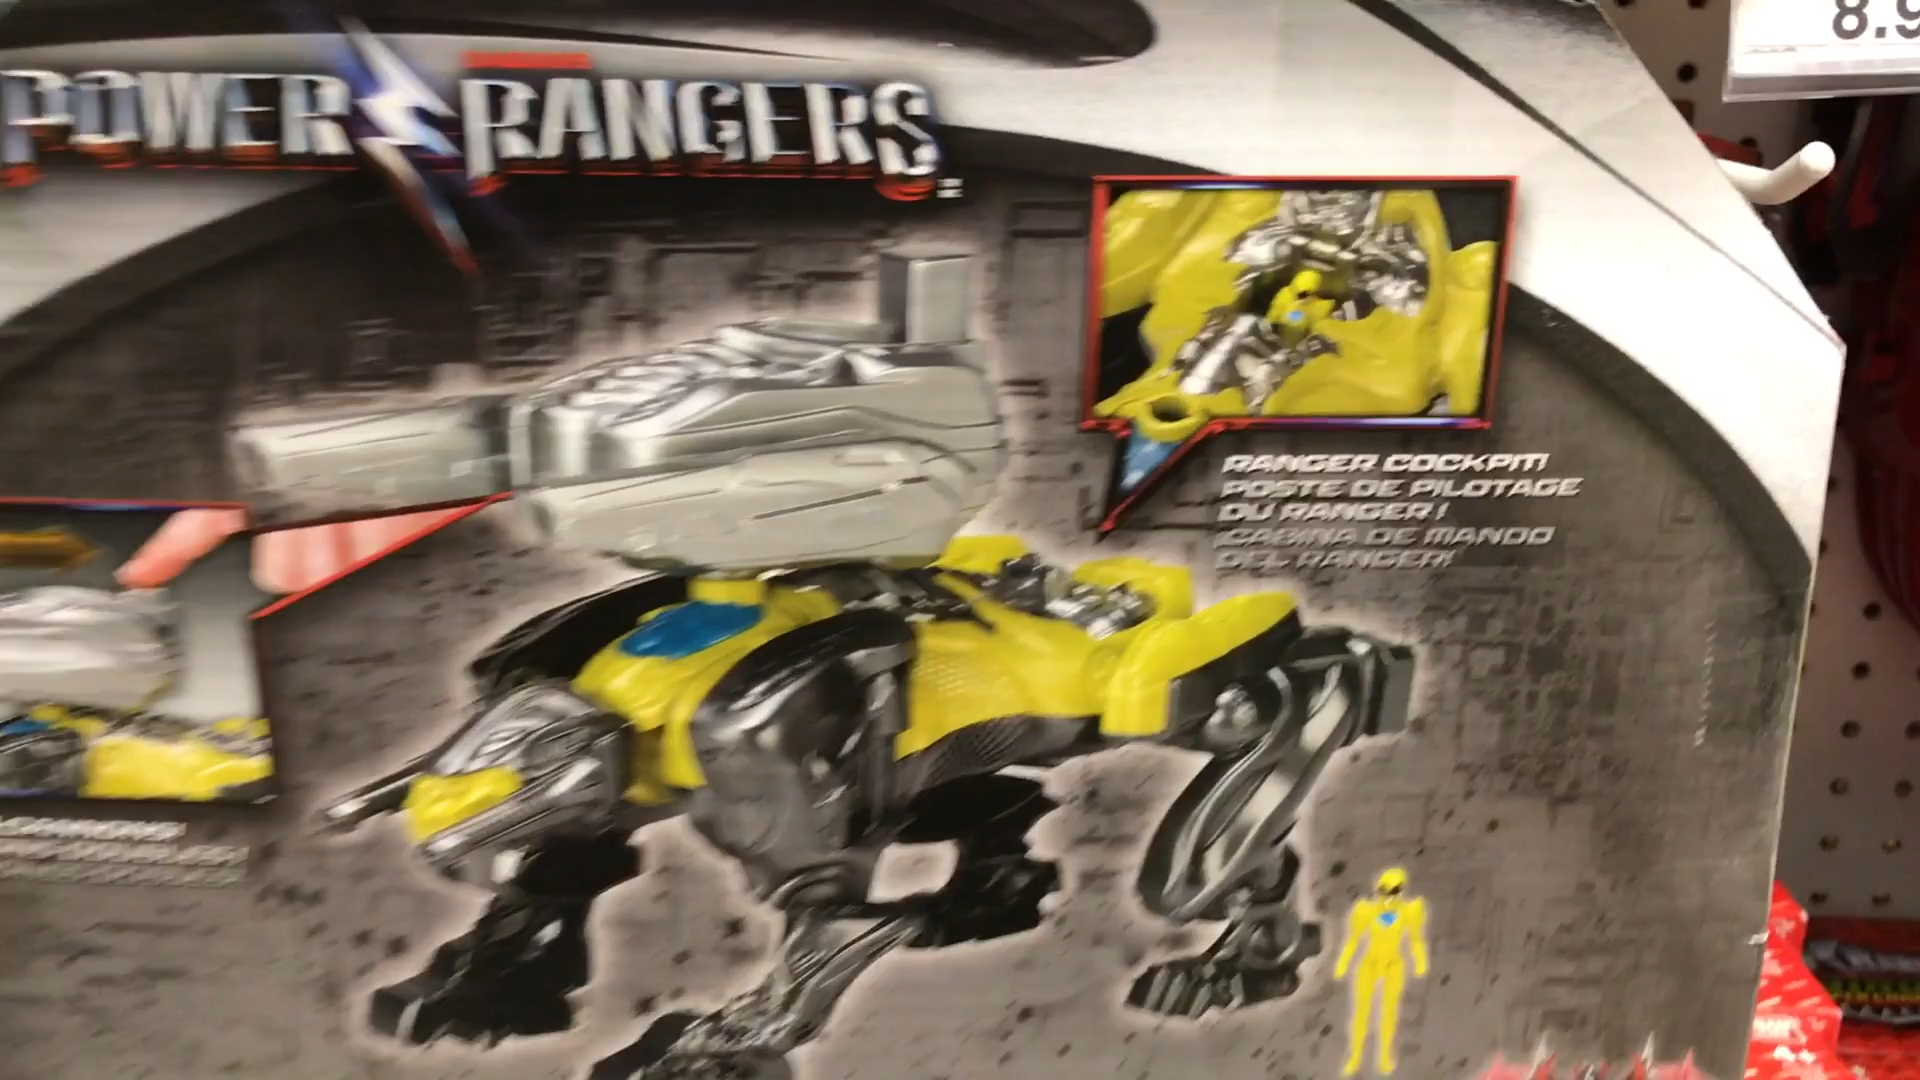 POWER RANGERS
8.9
RANGER COCKPIT!
POSTE DE PILOTAGE
DU RANGER !
¡CABINA DE MANDO
DEL RANGER!